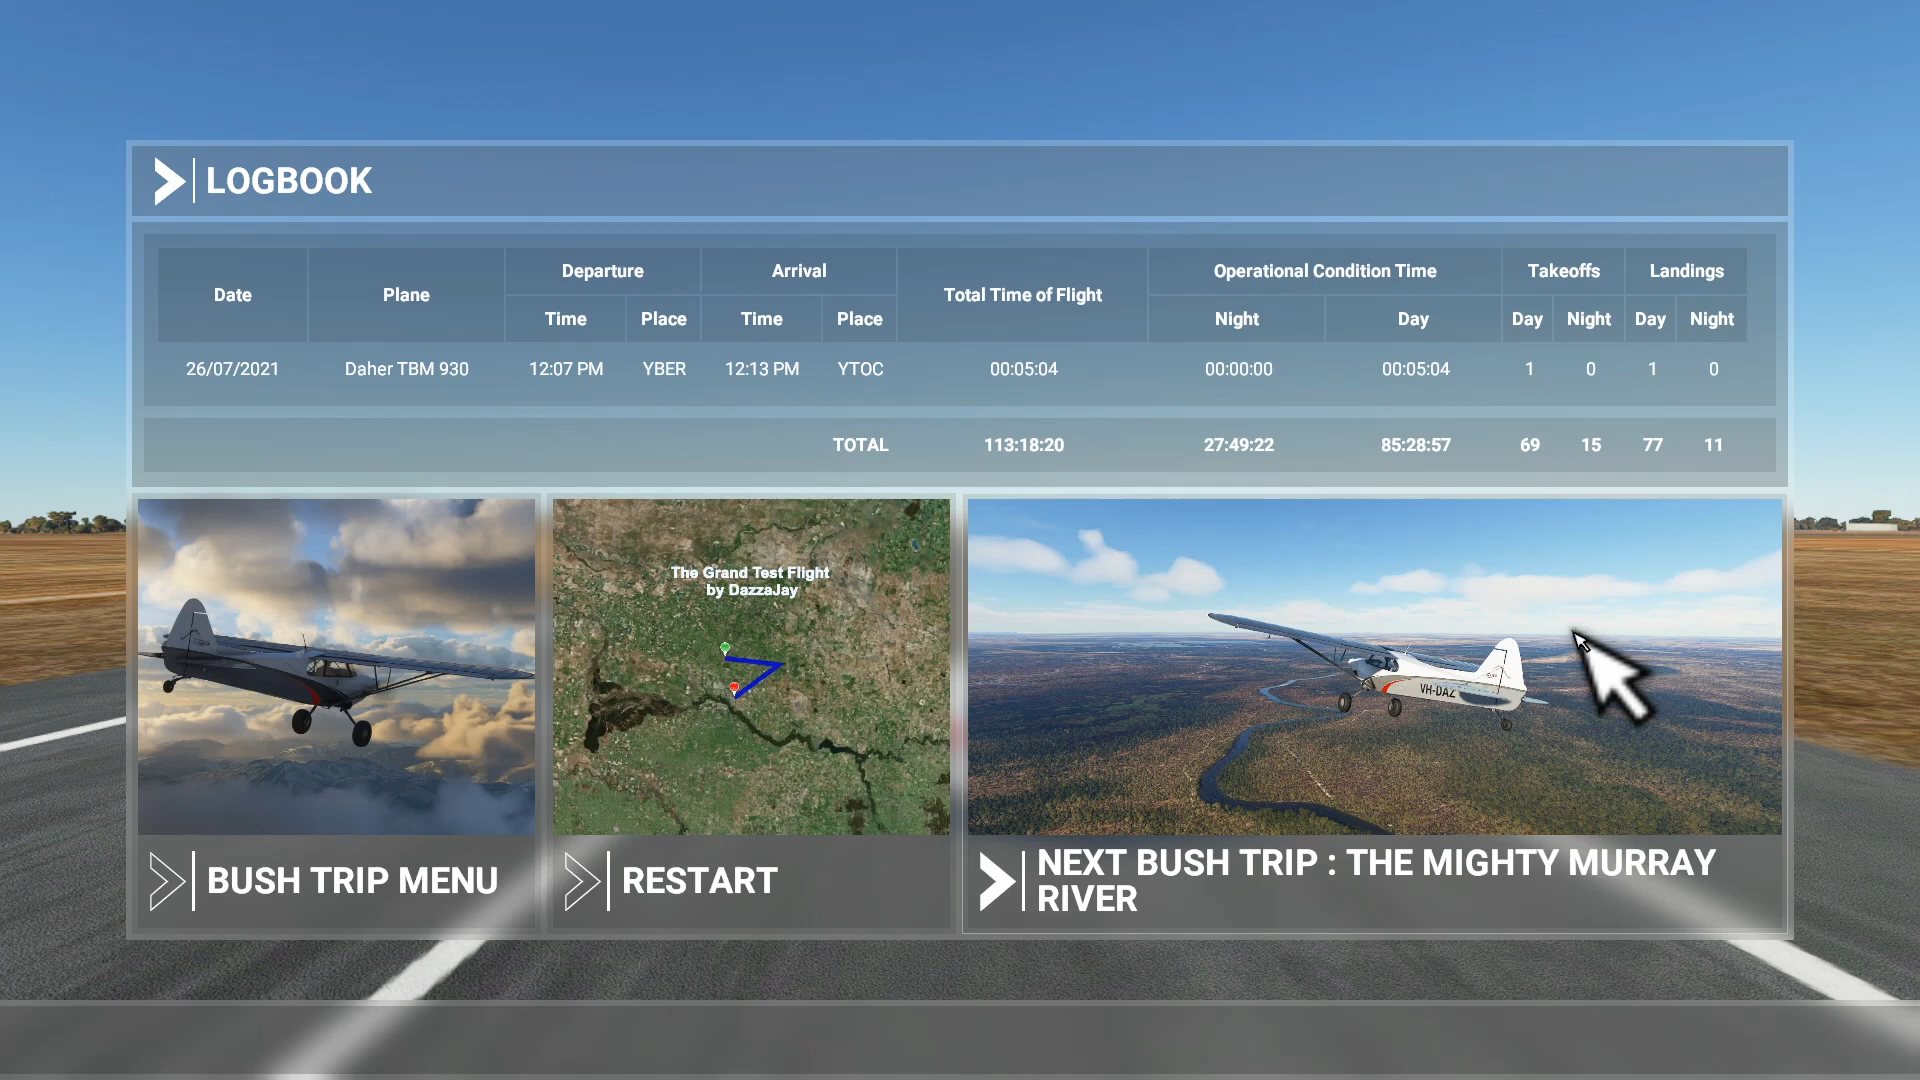 LOGBOOK
Date Plane Departure Arrival Total Time of Flight Operational Condition Time Takeoffs Landings
Time Place Time Place Night Day Day Night Day Night
26/07/2021 Daher TBM 930 12:07 PM YBER 12:13 PM YTOC 00:05:04 00:00:00 00:05:04 1 0 1 0
TOTAL 113:18:20 27:49:22 85:28:57 69 15 77 11
The Grand Test Flight
by DazzaJay
VH-DAZ
BUSH TRIP MENU
RESTART
NEXT BUSH TRIP : THE MIGHTY MURRAY
RIVER